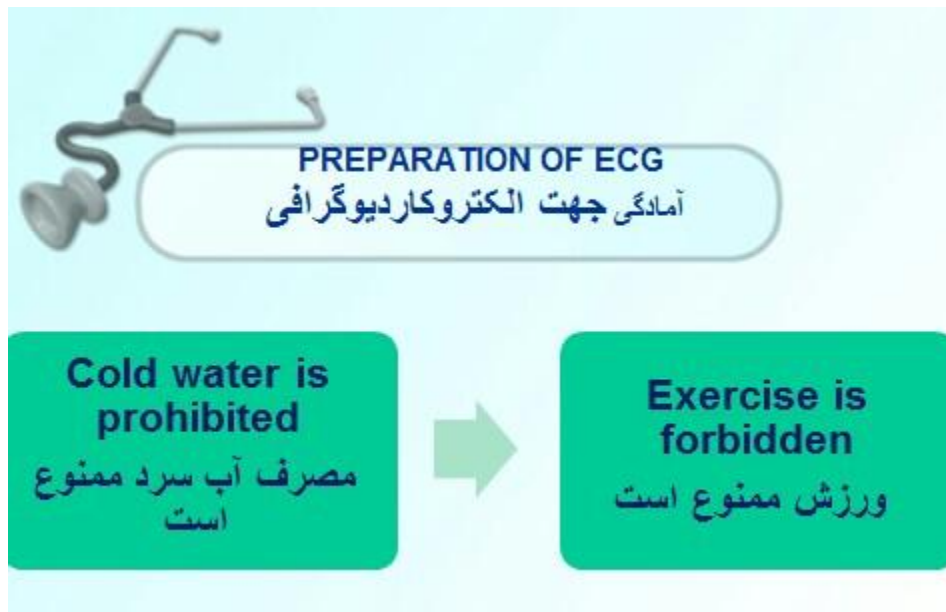 PREPARATION OF ECG
آمادگی جهت الکتروکاردیوگرافی
Cold water is
prohibited
مصرف آب سرد ممنوع
است
Exercise is
forbidden
ورزش ممنوع است